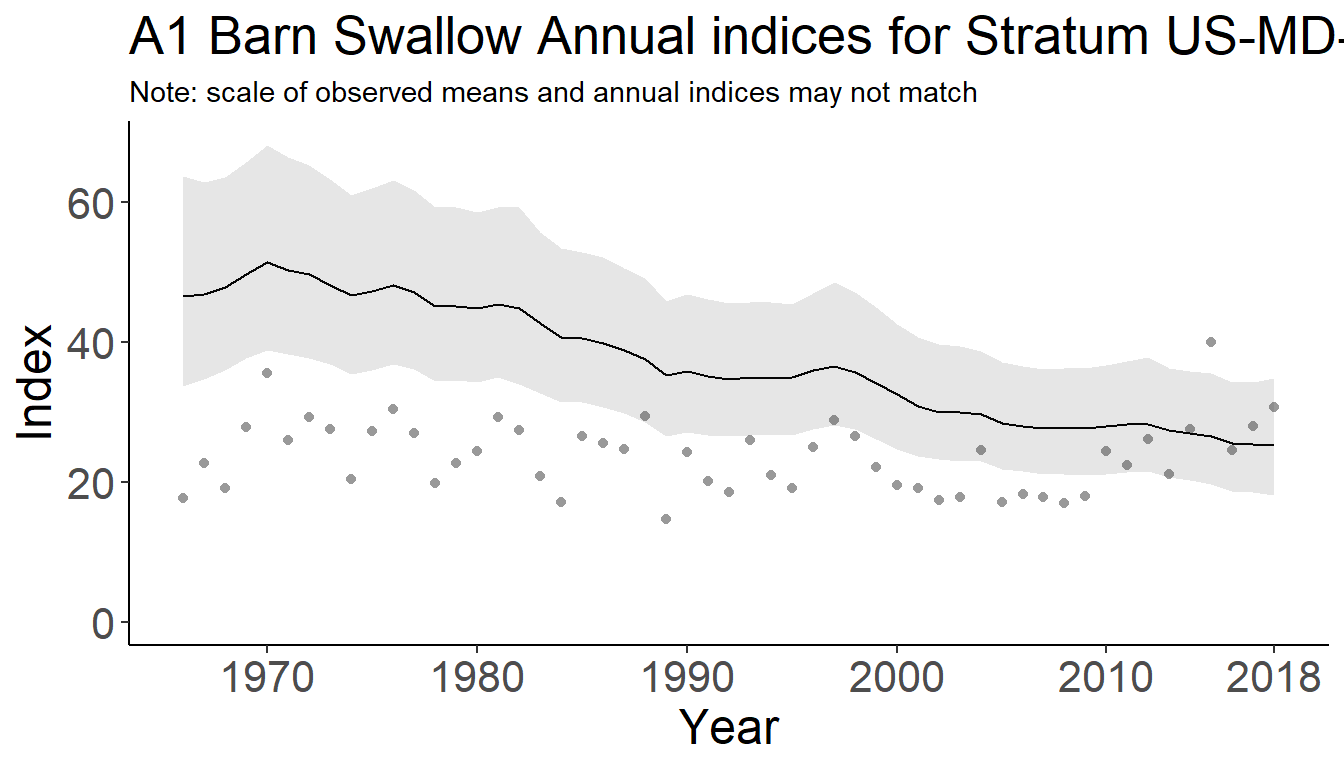 A1 Barn Swallow Annual indices for Stratum US-MD-
Note: scale of observed means and annual indices may not match
60
40
20
0
Index
1970 1980 1990 2000 2010 2018
Year